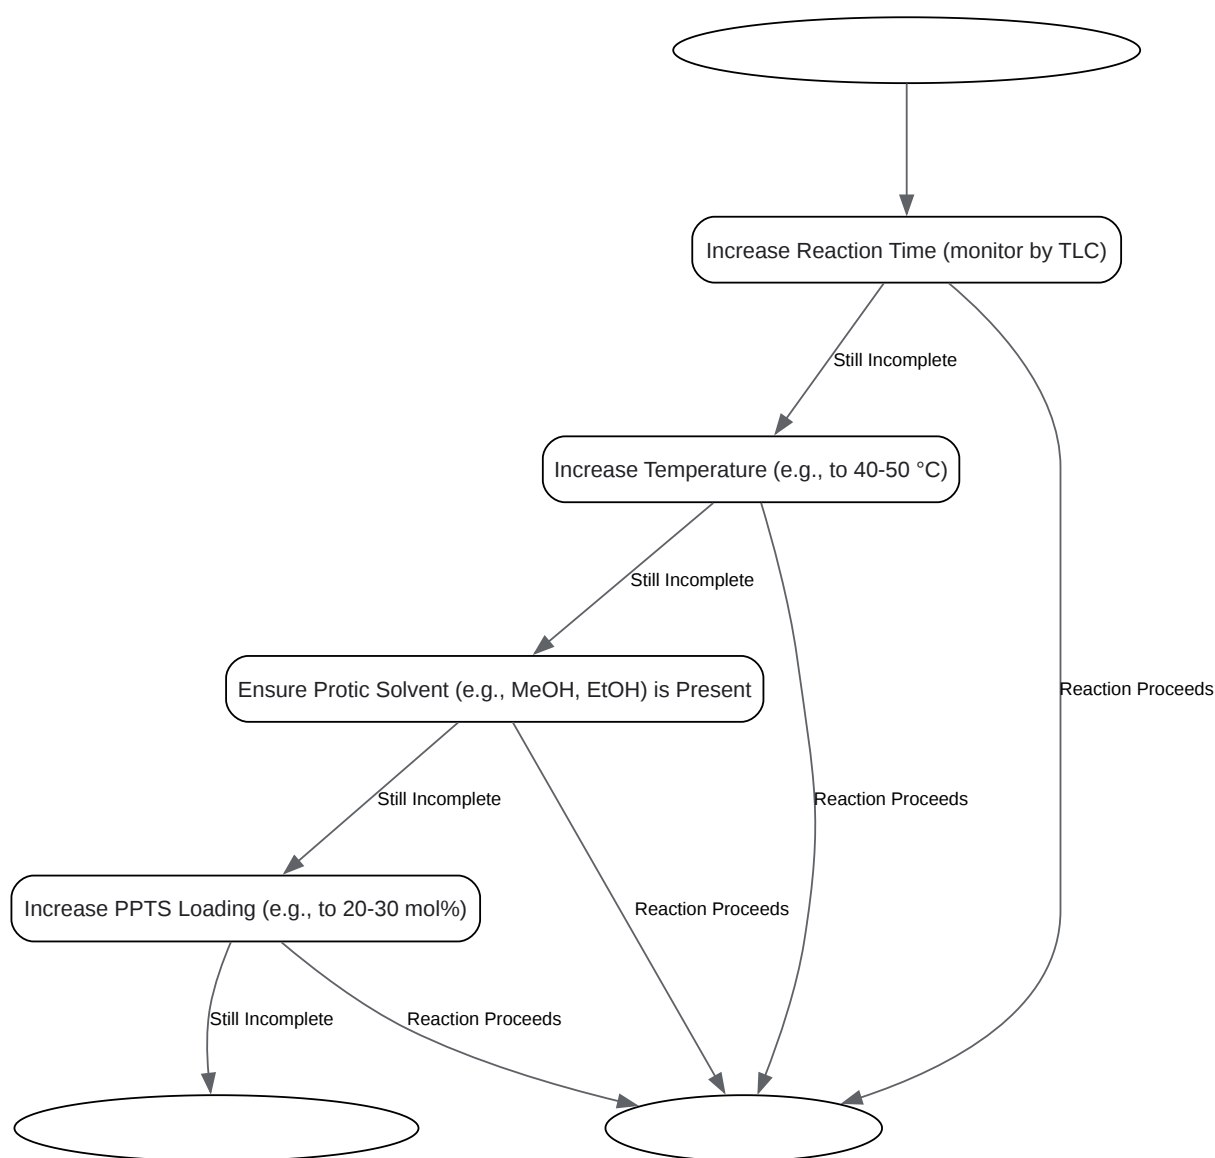 Increase Reaction Time (monitor by TLC)
Still Incomplete
Increase Temperature (e.g., to 40-50 °C)
Still Incomplete
Ensure Protic Solvent (e.g., MeOH, EtOH) is Present
Reaction Proceeds
Still Incomplete
Reaction Proceeds
Increase PPTS Loading (e.g., to 20-30 mol%)
Reaction Proceeds
Still Incomplete
Reaction Proceeds